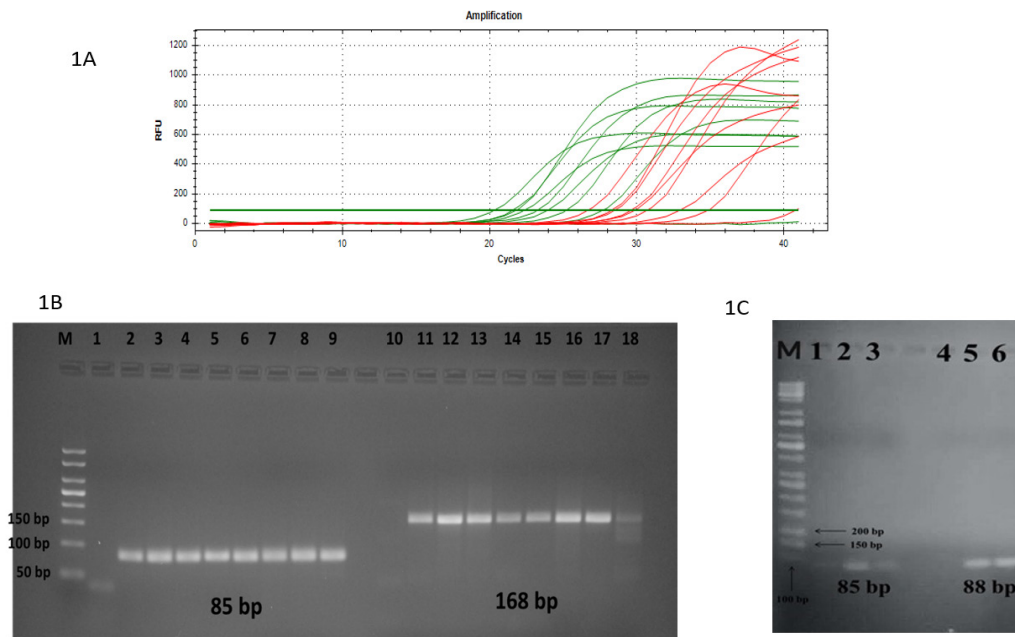 1A
Amplification
RFU
1200
1000
800
600
400
200
0
0 10 20 30 40
Cycles
1B
M 1 2 3 4 5 6 7 8 9 10 11 12 13 14 15 16 17 18
150 bp
100 bp
50 bp
85 bp 168 bp
1C
M 1 2 3 4 5 6
200 bp
150 bp
100 bp
85 bp 88 bp